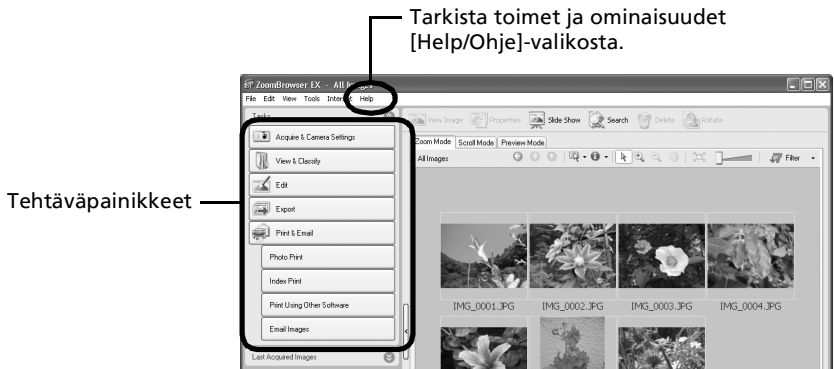 Tarkista toimet ja ominaisuudet
[Help/Ohje]-valikosta.
ZoomBrowser EX - All Images
File Edit View Tools Internet Help
Tasks
View Image Properties Slide Show Search Delete Rotate
Acquire & Camera Settings
Zoom Mode Scroll Mode Preview Mode
All Images
Filter
View & Classify
Tehtäväpainikkeet
Edit
Export
Print & Email
Photo Print
Index Print
Print Using Other Software
Email Images
IMG_0001.JPG IMG_0002.JPG IMG_0003.JPG IMG_0004.JPG
Last Acquired Images